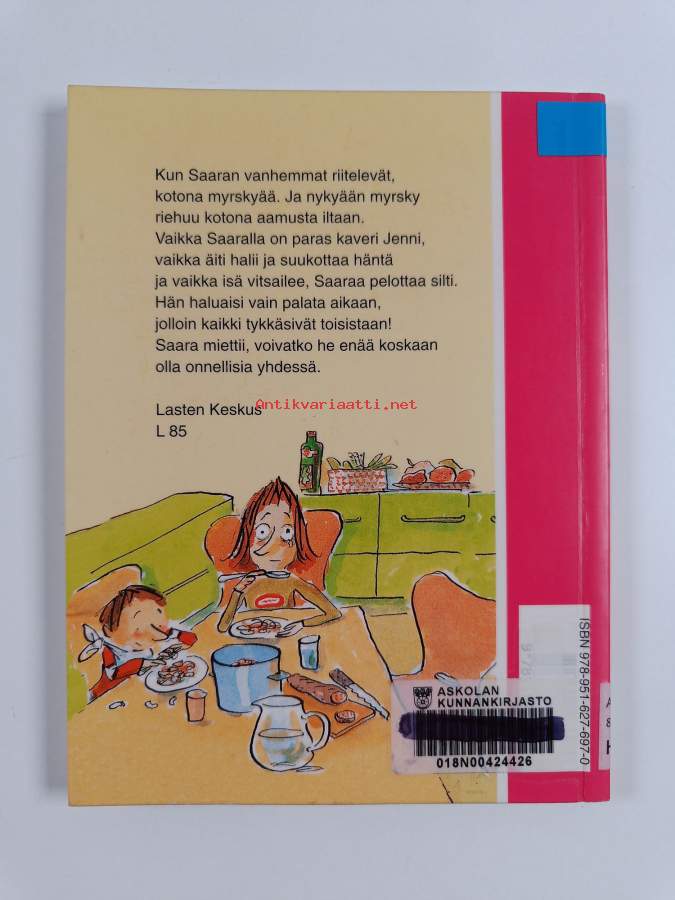 Kun Saaran vanhemmat riitelevät,
kotona myrskyää. Ja nykyään myrsky
riehuu kotona aamusta iltaan.
Vaikka Saaralla on paras kaveri Jenni,
vaikka äiti halii ja suukottaa häntä
ja vaikka isä vitsailee, Saaraa pelottaa silti.
Hän haluaisi vain palata aikaan,
jolloin kaikki tykkäsivät toisistaan!
Saara miettii, voivatko he enää koskaan
olla onnellisia yhdessä.
Lasten Keskus
Antikvariaatti.net
L 85
ISBN 978-951-627-697-0
ASKOLAN
KUNNANKIRJASTO
018N00424426